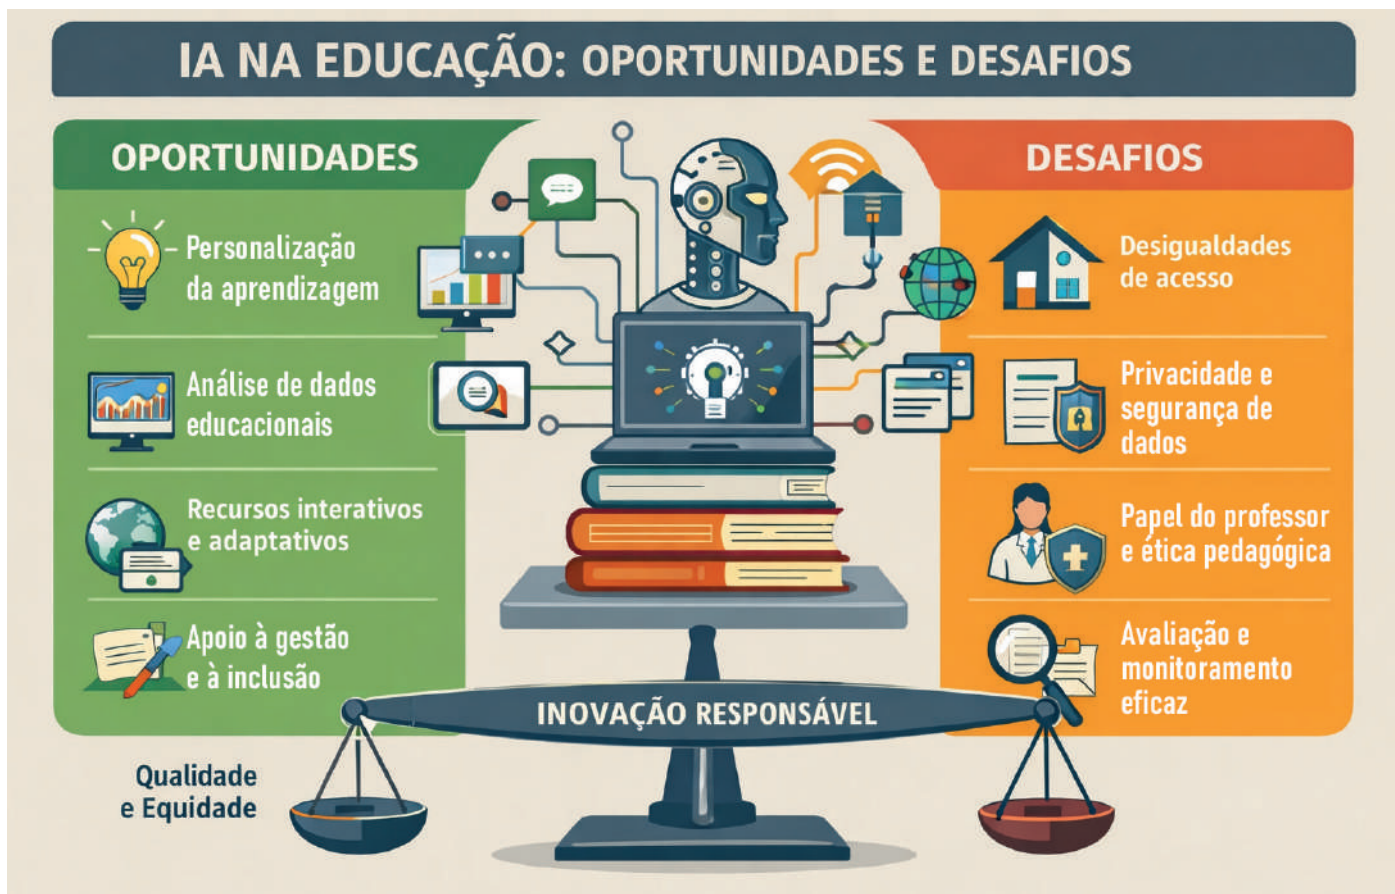 IA NA EDUCAÇÃO: OPORTUNIDADES E DESAFIOS
OPORTUNIDADES
Personalização
da aprendizagem
Análise de dados
educacionais
Recursos interativos
e adaptativos
Apoio à gestão
e à inclusão
DESAFIOS
Desigualdades
de acesso
Privacidade e
segurança de
dados
Papel do professor
e ética pedagógica
Avaliação e
monitoramento
eficaz
INOVAÇÃO RESPONSÁVEL
Qualidade
e Equidade